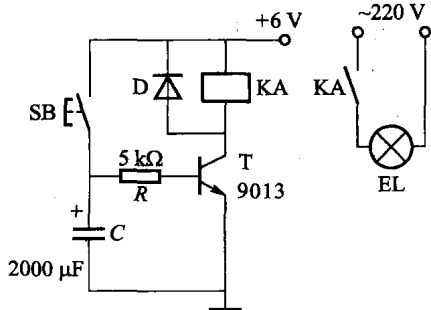 +6 V
~220 V
D
KA
KA
SB
5 kΩ
R
T
9013
EL
+
C
2000 μF